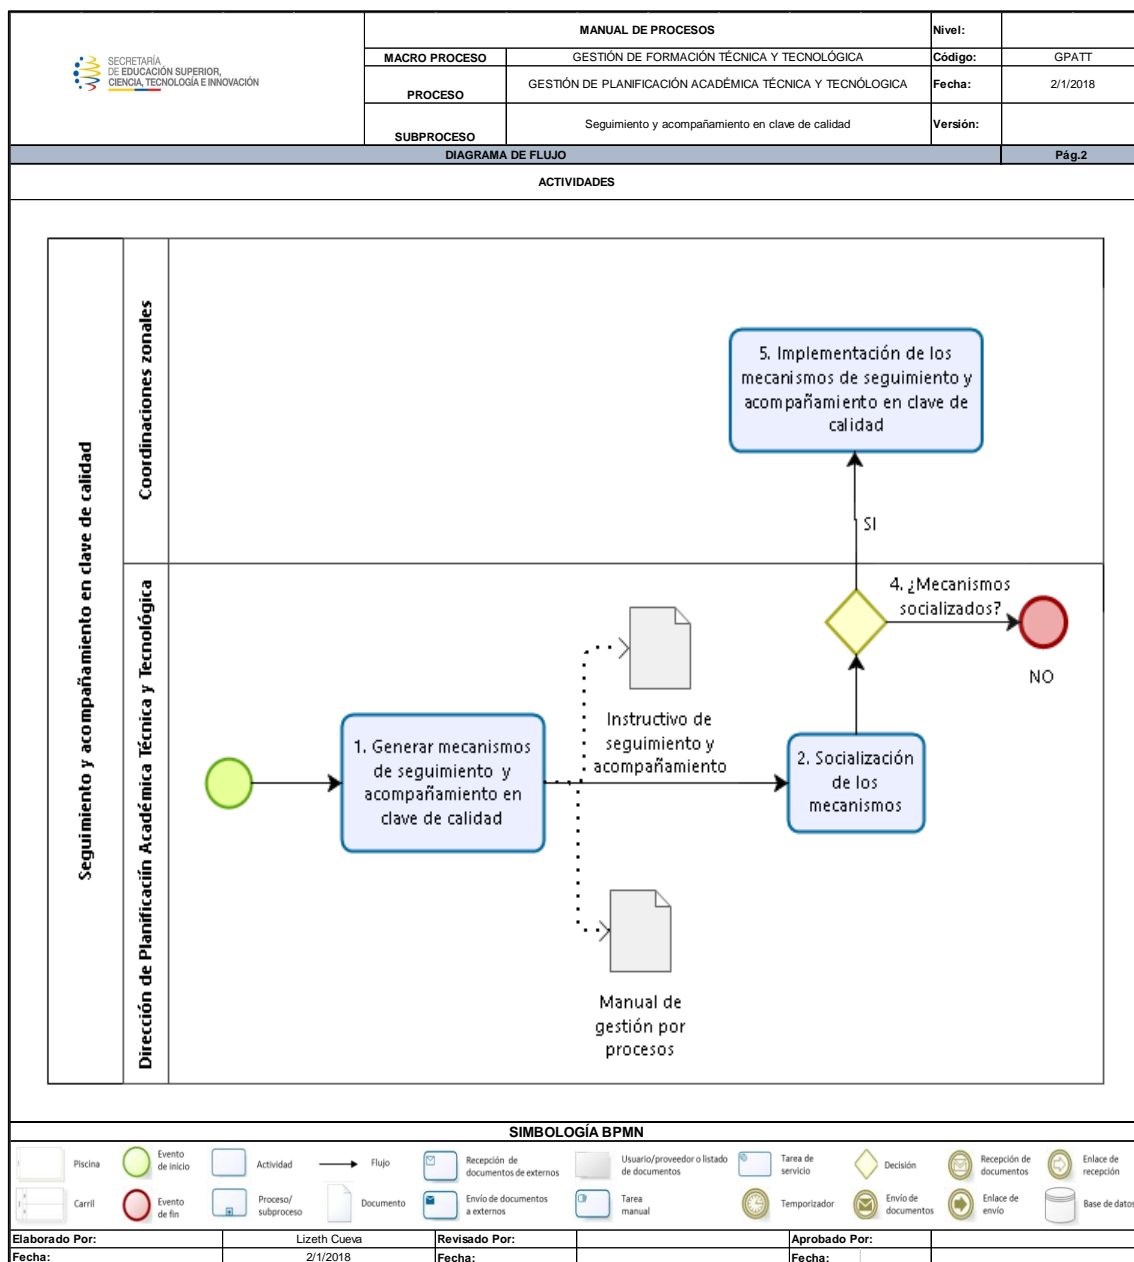 SECRETARÍA
DE EDUCACIÓN SUPERIOR,
CIENCIA, TECNOLOGÍA E INNOVACIÓN
MANUAL DE PROCESOS
Nivel:
MACRO PROCESO
GESTIÓN DE FORMACIÓN TÉCNICA Y TECNOLÓGICA
Código:
GPATT
PROCESO
GESTIÓN DE PLANIFICACIÓN ACADÉMICA TÉCNICA Y TECNÓLOGICA
Fecha:
2/1/2018
SUBPROCESO
Seguimiento y acompañamiento en clave de calidad
Versión:
DIAGRAMA DE FLUJO
Pág.2
ACTIVIDADES
Seguimiento y acompañamiento en clave de calidad
Coordinaciones zonales
5. Implementación de los
mecanismos de seguimiento y
acompañamiento en clave de
calidad
SI
Dirección de Planificación Académica Técnica y Tecnológica
4. ¿Mecanismos
socializados?
NO
Instructivo de
seguimiento y
acompañamiento
1. Generar mecanismos
de seguimiento y
acompañamiento en
clave de calidad
2. Socialización
de los
mecanismos
Manual de
gestión por
procesos
SIMBOLOGÍA BPMN
Piscina
Evento
de inicio
Actividad
Flujo
Recepción de
documentos de externos
Usuario/proveedor o listado
de documentos
Tarea de
servicio
Decisión
Recepción de
documentos
Enlace de
recepción
Carril
Evento
de fin
Proceso/
subproceso
Documento
Envío de documentos
a externos
Tarea
manual
Temporizador
Envío de
documentos
Enlace de
envío
Base de datos
Elaborado Por:
Lizeth Cueva
Revisado Por:
Aprobado Por:
Fecha:
2/1/2018
Fecha:
Fecha: